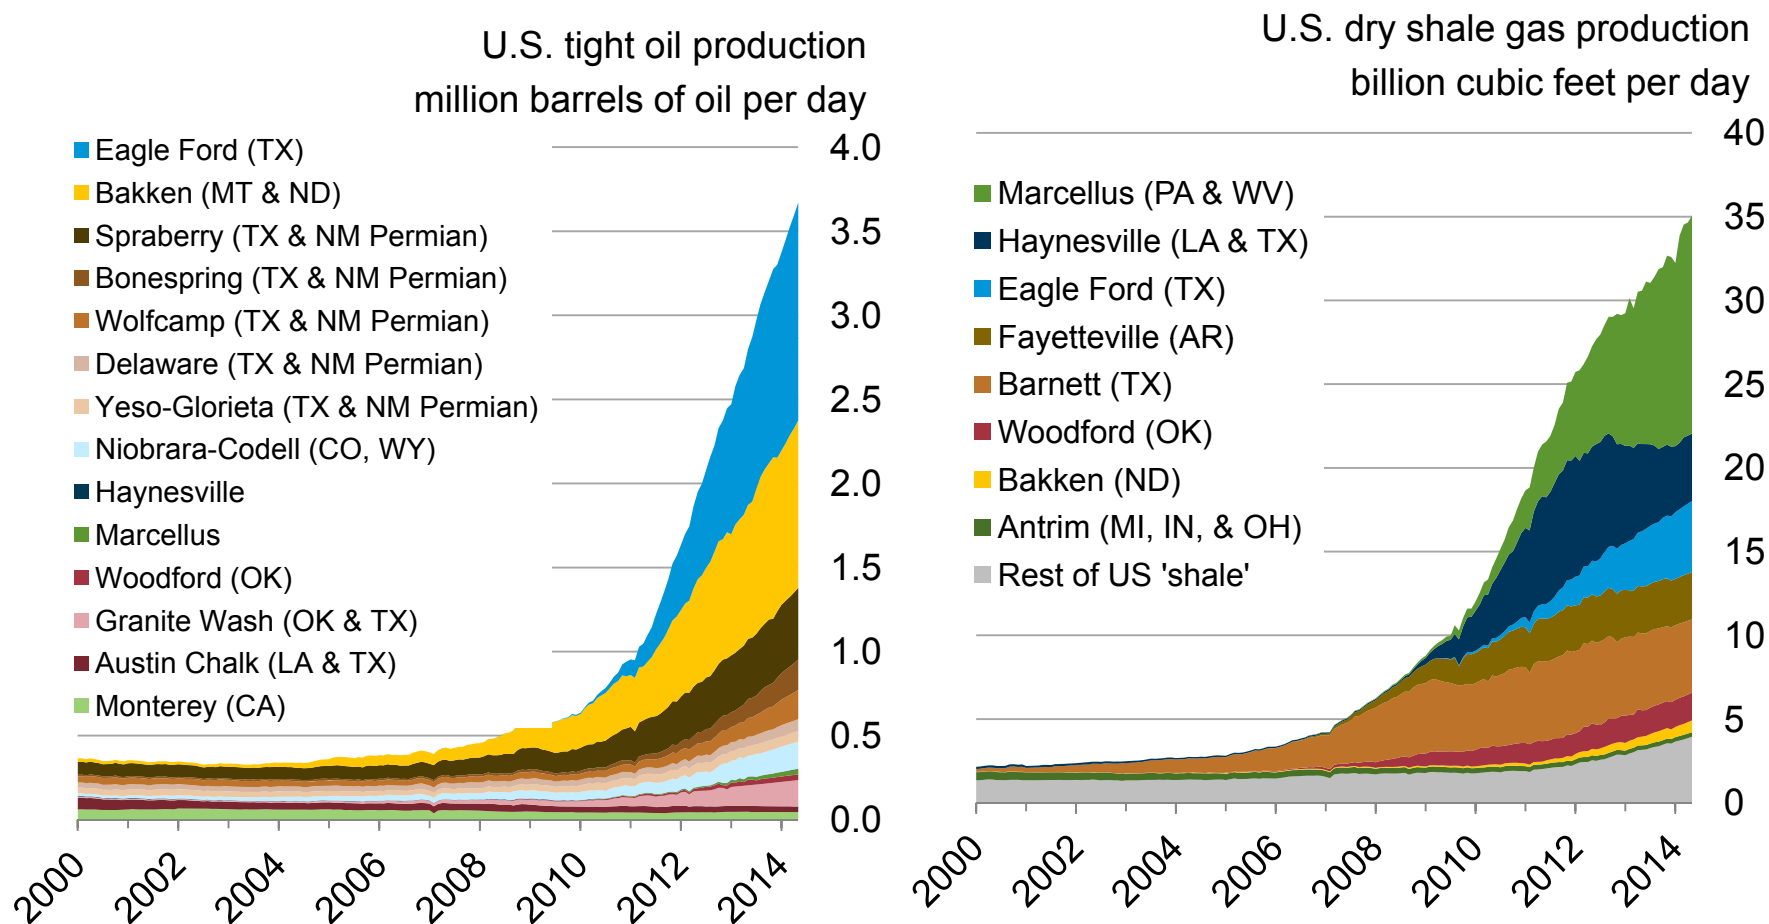 U.S. tight oil production
million barrels of oil per day
Eagle Ford (TX)
Bakken (MT & ND)
Spraberry (TX & NM Permian)
Bonespring (TX & NM Permian)
Wolfcamp (TX & NM Permian)
Delaware (TX & NM Permian)
Yeso-Glorieta (TX & NM Permian)
Niobrara-Codell (CO, WY)
Haynesville
Marcellus
Woodford (OK)
Granite Wash (OK & TX)
Austin Chalk (LA & TX)
Monterey (CA)
4.0
3.5
3.0
2.5
2.0
1.5
1.0
0.5
0.0
2000
2002
2004
2006
2008
2010
2012
2014
U.S. dry shale gas production
billion cubic feet per day
Marcellus (PA & WV)
Haynesville (LA & TX)
Eagle Ford (TX)
Fayetteville (AR)
Barnett (TX)
Woodford (OK)
Bakken (ND)
Antrim (MI, IN, & OH)
Rest of US 'shale'
40
35
30
25
20
15
10
5
0
2000
2002
2004
2006
2008
2010
2012
2014